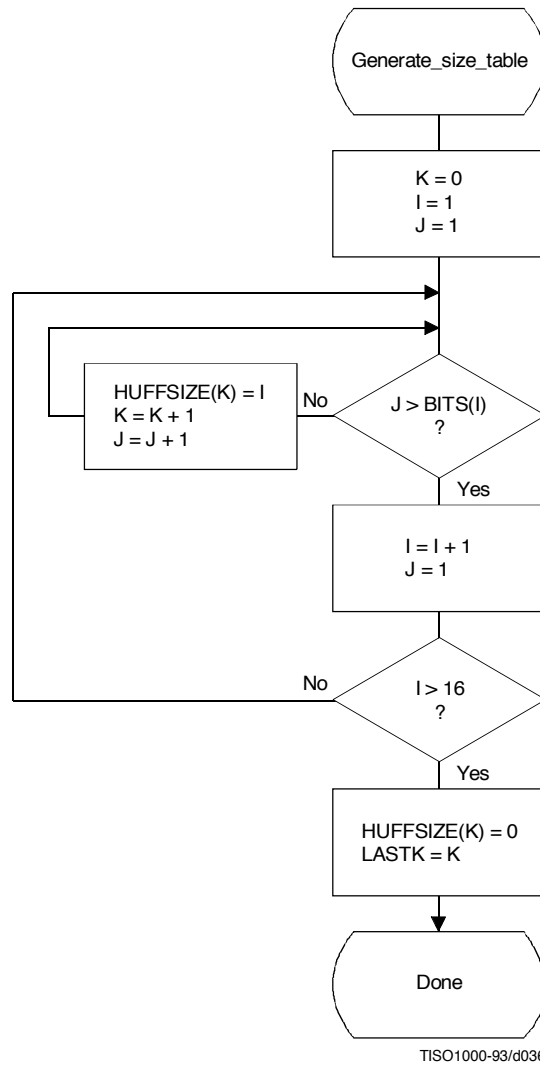 Generate_size_table
K = 0
I = 1
J = 1
HUFFSIZE(K) = I
K = K + 1
J = J + 1
No
J > BITS(I)
?
Yes
I = I + 1
J = 1
No
I > 16
?
Yes
HUFFSIZE(K) = 0
LASTK = K
Done
TISO1000-93/d036